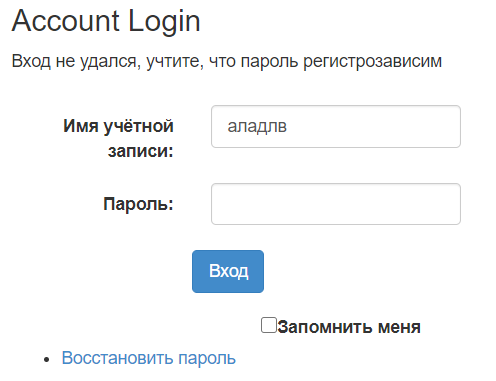 Account Login
Вход не удался, учтите, что пароль регистрозависим
Имя учётной
записи:
аладлв
Пароль:
Вход
Запомнить меня
Восстановить пароль